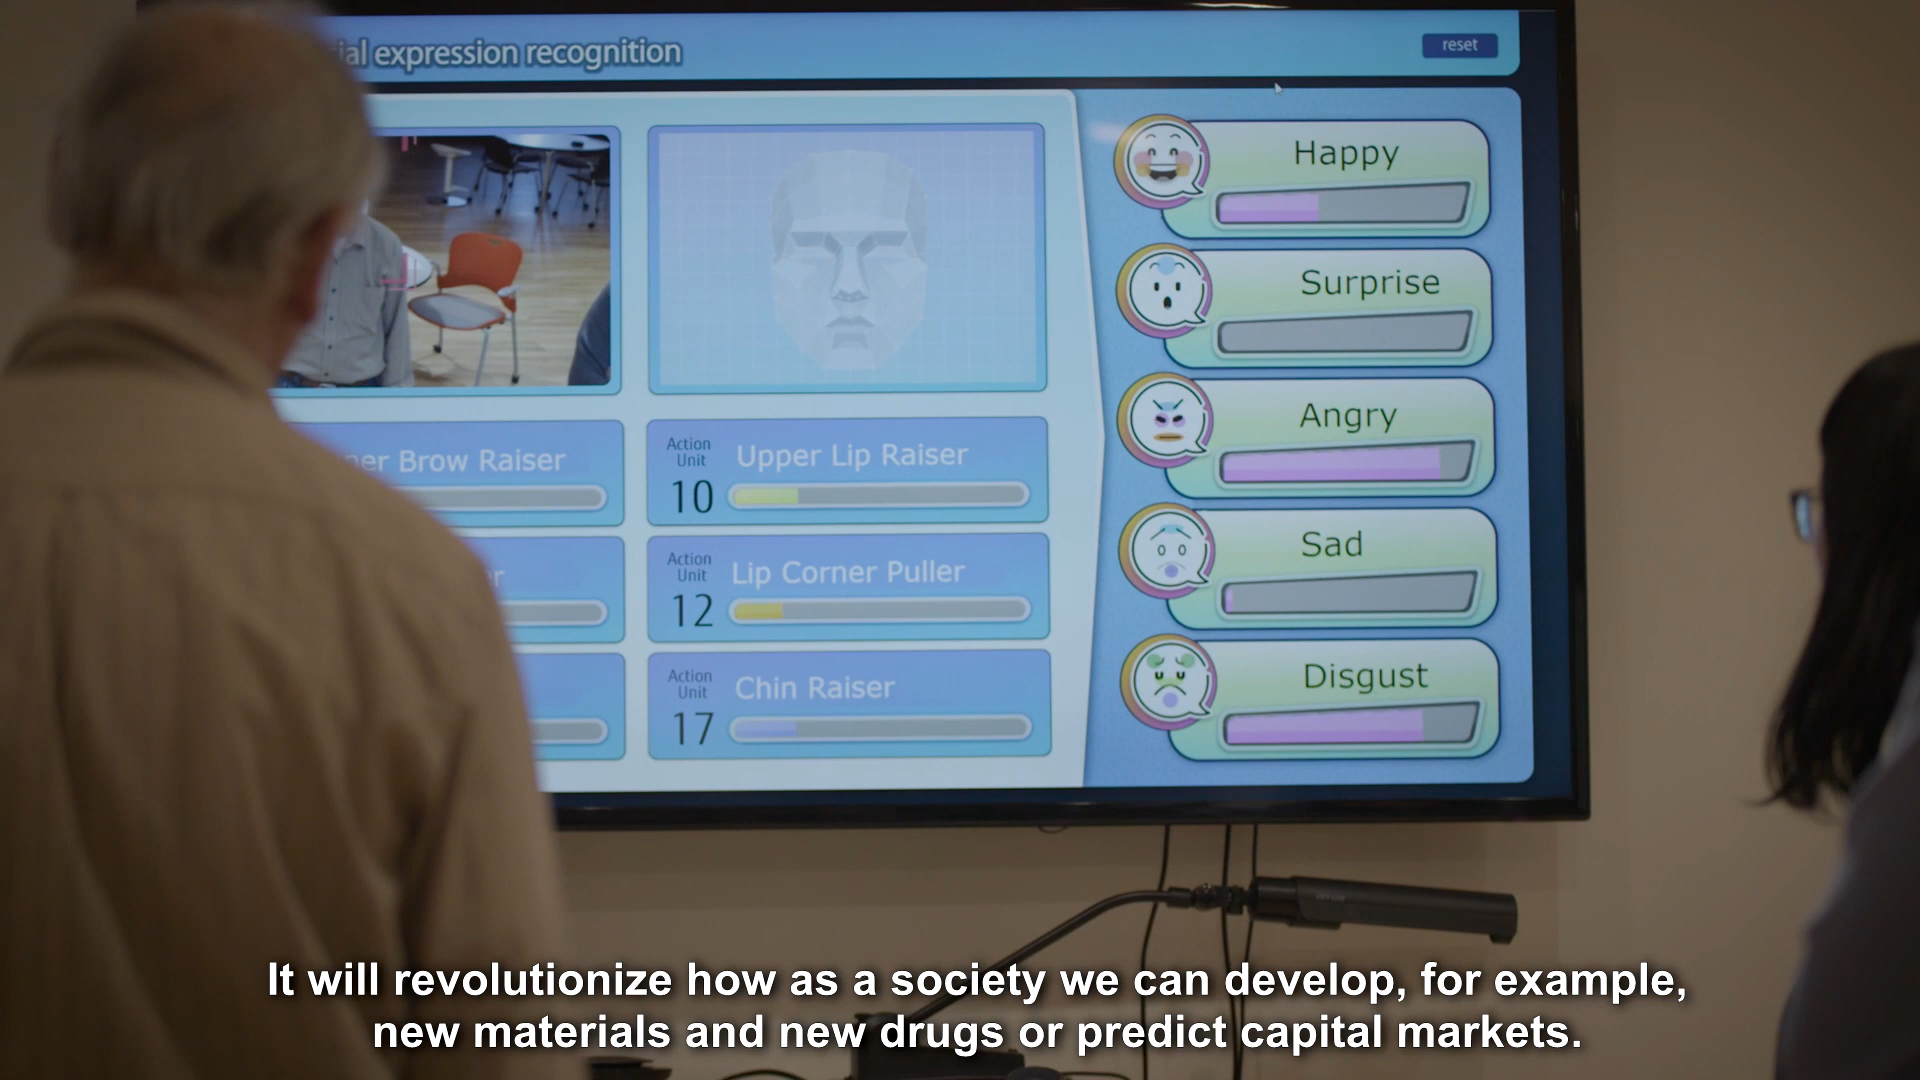 expression recognition
reset
Happy
Surprise
Angry
Brow Raiser
Action
Unit
10
Upper Lip Raiser
Sad
Action
Unit
12
Lip Corner Puller
Disgust
Action
Unit
17
Chin Raiser
It will revolutionize how as a society we can develop, for example,
new materials and new drugs or predict capital markets.